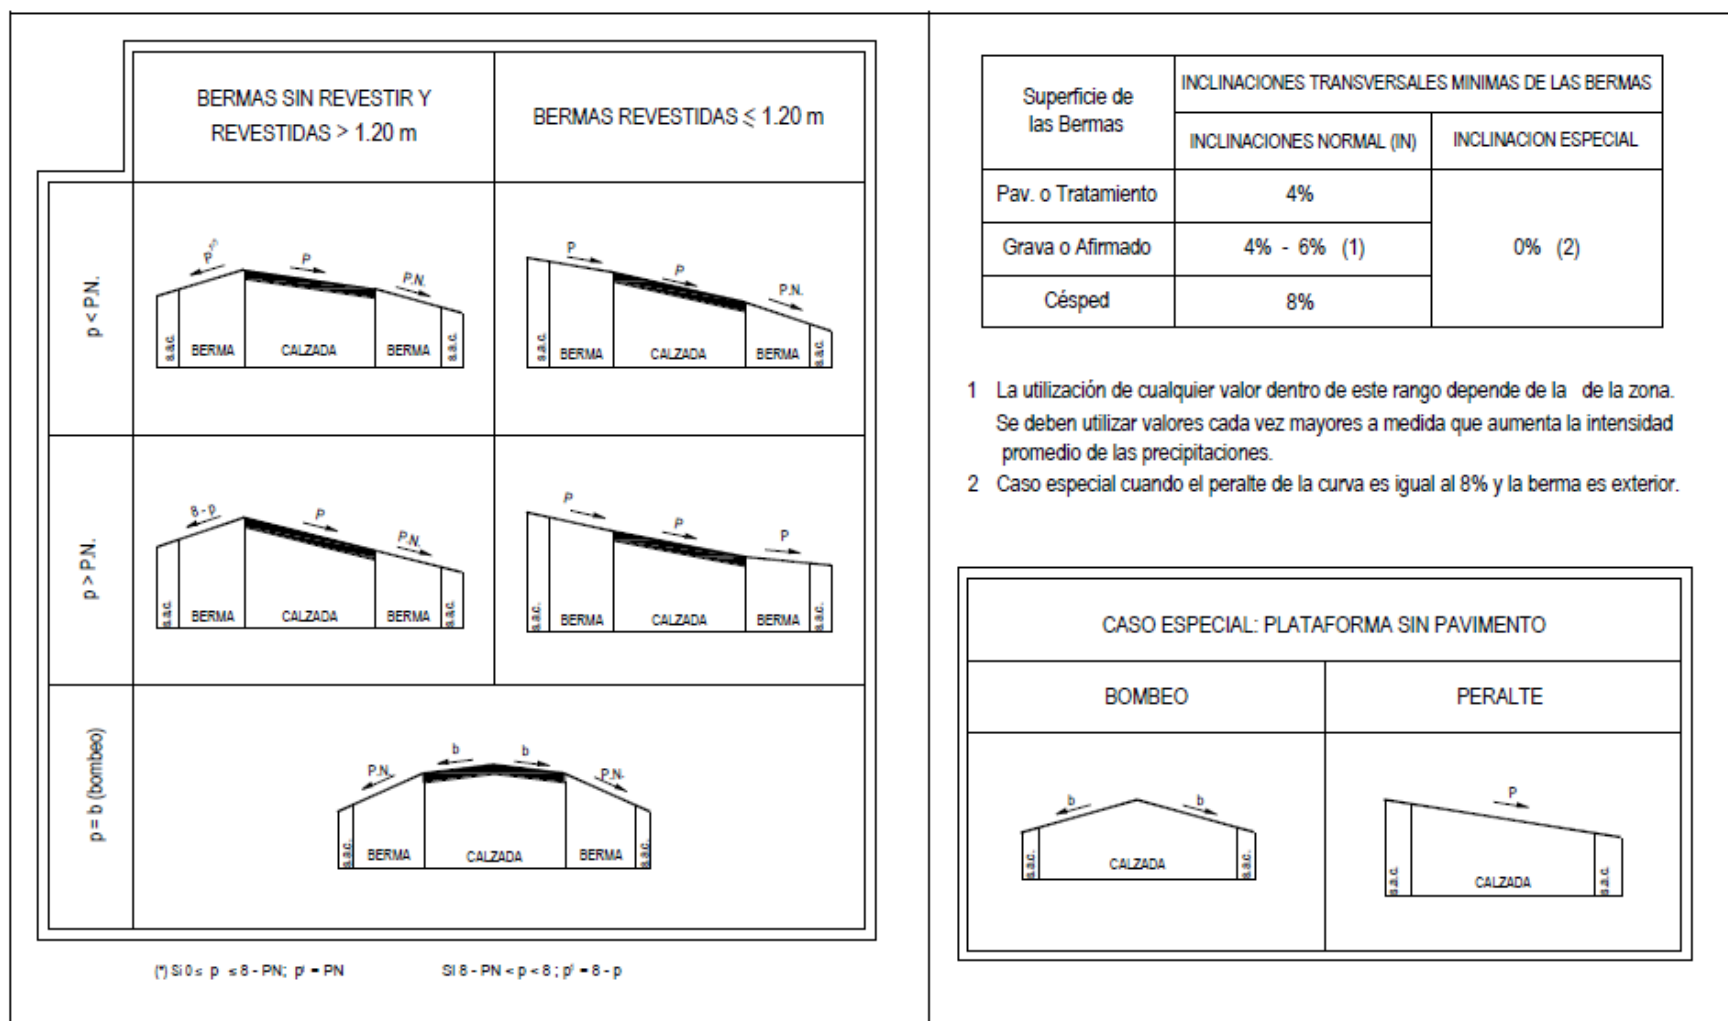 BERMAS SIN REVESTIR Y
REVESTIDAS > 1.20 m
BERMAS REVESTIDAS ≤ 1.20 m
p < P.N.
P
P.N.
s.a.c.
BERMA
CALZADA
BERMA
s.a.c.
P
P
P.N.
s.a.c.
BERMA
CALZADA
BERMA
s.a.c.
p > P.N.
8 - p
P
P.N.
s.a.c.
BERMA
CALZADA
BERMA
s.a.c.
P
P
P
s.a.c.
BERMA
CALZADA
BERMA
s.a.c.
p = b (bombeo)
P.N.
b
b
P.N.
s.a.c.
BERMA
CALZADA
BERMA
s.a.c.
(*) Si 0 ≤ p ≤ 8 - PN; p' = PN
SI 8 - PN < p < 8 ; p' = 8 - p
Superficie de
las Bermas
INCLINACIONES TRANSVERSALES MINIMAS DE LAS BERMAS
INCLINACIONES NORMAL (IN)
INCLINACION ESPECIAL
Pav. o Tratamiento
4%
Grava o Afirmado
4% - 6% (1)
0% (2)
Césped
8%
1 La utilización de cualquier valor dentro de este rango depende de la de la zona.
Se deben utilizar valores cada vez mayores a medida que aumenta la intensidad
promedio de las precipitaciones.
2 Caso especial cuando el peralte de la curva es igual al 8% y la berma es exterior.
CASO ESPECIAL: PLATAFORMA SIN PAVIMENTO
BOMBEO
PERALTE
b
b
s.a.c.
CALZADA
s.a.c.
P
s.a.c.
CALZADA
s.a.c.